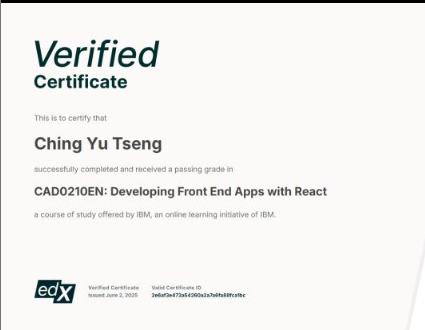 Verified
Certificate
This is to certify that
Ching Yu Tseng
successfully completed and received a passing grade in
CAD0210EN: Developing Front End Apps with React
a course of study offered by IBM, an online learning initiative of IBM.
edX
Verified Certificate
Issued June 2, 2025
Valid Certificate ID